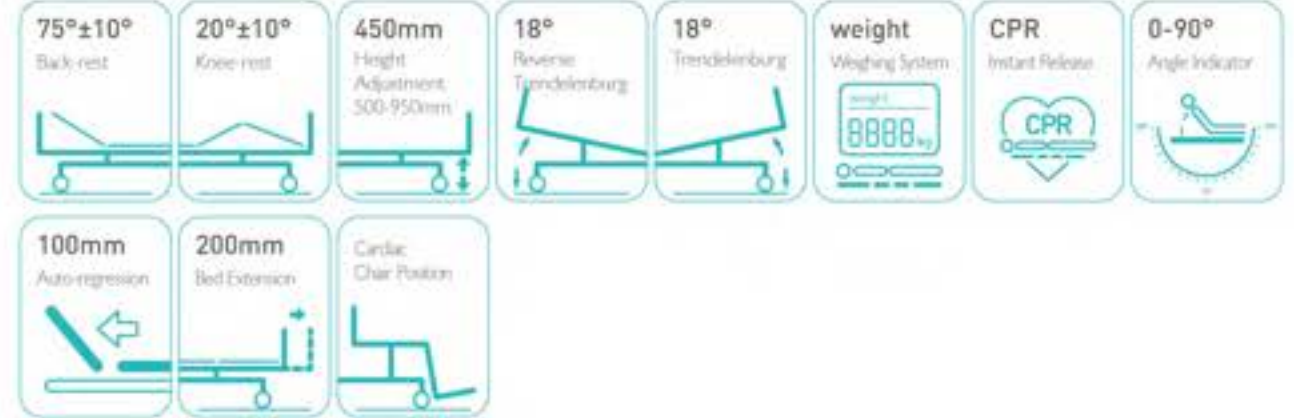 75°±10°
Back-rest
20°±10°
Knee-rest
450mm
Height
Adjustment
500-950mm
18°
Reverse
Trendelenburg
18°
Trendelenburg
weight
Weighing System
weight
8888kg
CPR
Instant Release
CPR
0-90°
Angle Indicator
100mm
Auto-regression
200mm
Bed Extension
Cardiac
Chair Position